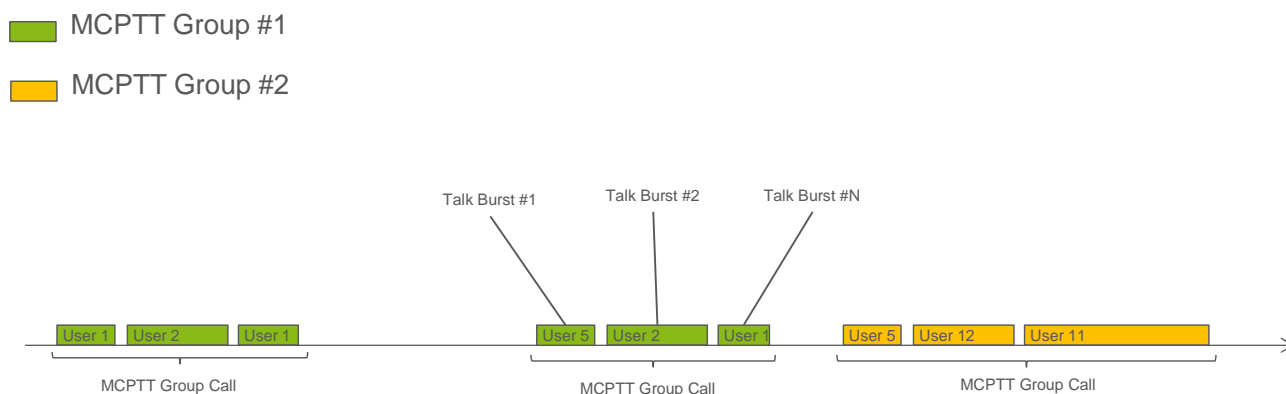 MCPTT Group #1
MCPTT Group #2
Talk Burst #1
Talk Burst #2
Talk Burst #N
User 1
User 2
User 1
User 5
User 2
User 1
User 5
User 12
User 11
MCPTT Group Call
MCPTT Group Call
MCPTT Group Call